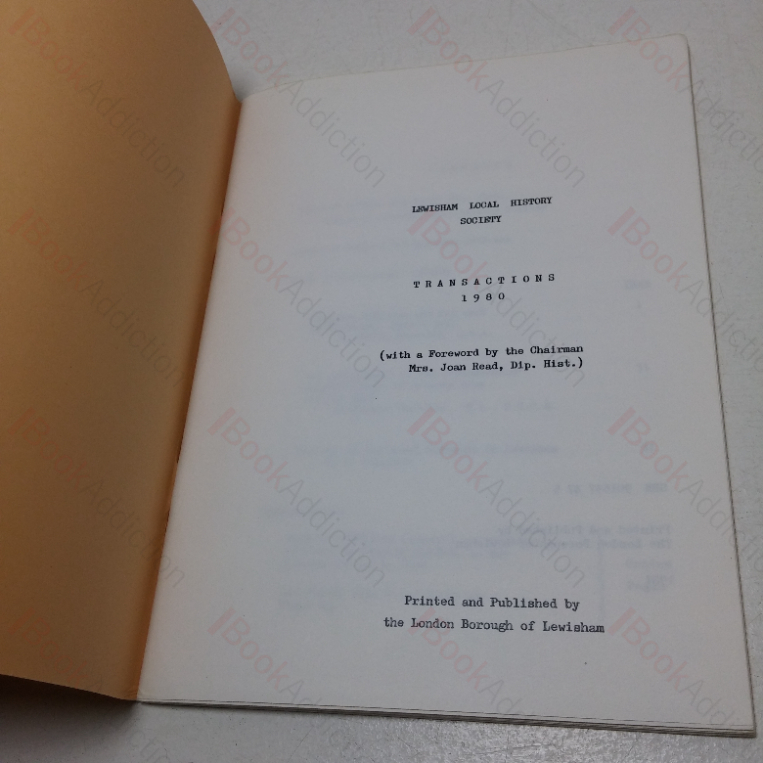 LEWISHAM LOCAL HISTORY
SOCIETY
TRANSACTIONS
1980
(with a Foreword by the Chairman
Mrs. Joan Read, Dip. Hist.)
Printed and Published by
the London Borough of Lewisham
BookAddiction